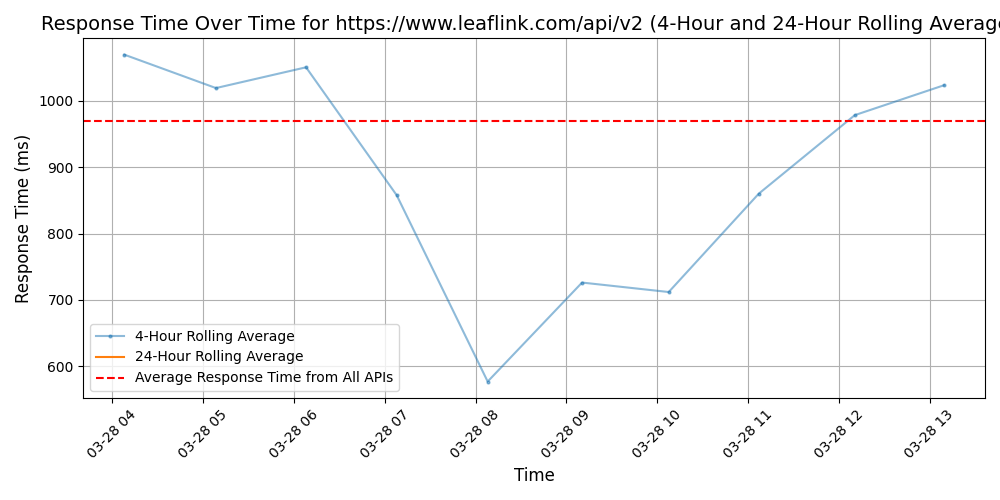 Response Time Over Time for https://www.leaflink.com/api/v2 (4-Hour and 24-Hour Rolling Average
Response Time (ms)
1000
900
800
700
600
4-Hour Rolling Average
24-Hour Rolling Average
Average Response Time from All APIs
03-28 04
03-28 05
03-28 06
03-28 07
03-28 08
03-28 09
03-28 10
03-28 11
03-28 12
03-28 13
Time